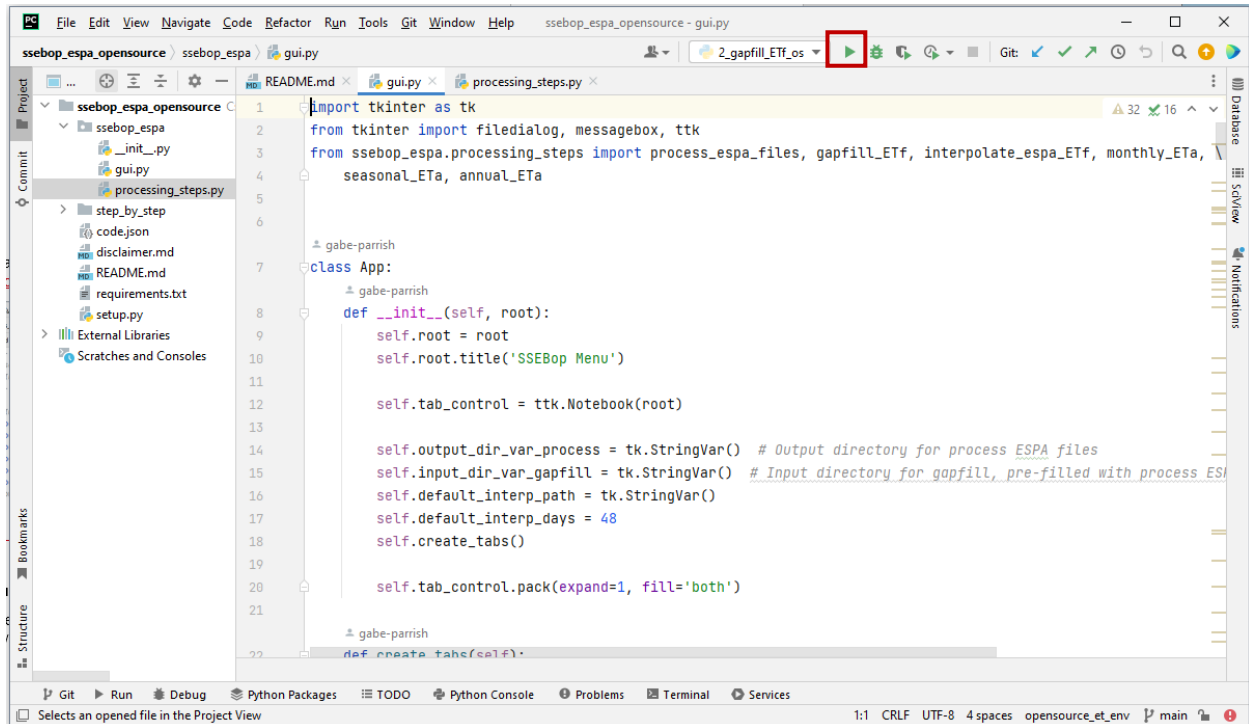 PC File Edit View Navigate Code Refactor Run Tools Git Window Help ssebop_espa_opensource - gui.py
ssebop_espa_opensource ssebop_espa gui.py 2_gapfill_ETf_os Git:
Project ... README.md gui.py processing_steps.py
ssebop_espa_opensource C
ssebop_espa
__init__.py
gui.py
processing_steps.py
step_by_step
code.json
disclaimer.md
README.md
requirements.txt
setup.py
External Libraries
Scratches and Consoles
Commit
Bookmarks
Structure
1 import tkinter as tk
32 16
2 from tkinter import filedialog, messagebox, ttk
3 from ssebop_espa.processing_steps import process_espa_files, gapfill_ETf, interpolate_espa_ETf, monthly_ETa, \
4 seasonal_ETa, annual_ETa
5
6
gabe-parrish
7 class App:
gabe-parrish
8 def __init__(self, root):
9 self.root = root
10 self.root.title('SSEBop Menu')
11
12 self.tab_control = ttk.Notebook(root)
13
14 self.output_dir_var_process = tk.StringVar() # Output directory for process ESPA files
15 self.input_dir_var_gapfill = tk.StringVar() # Input directory for gapfill, pre-filled with process ESP
16 self.default_interp_path = tk.StringVar()
17 self.default_interp_days = 48
18 self.create_tabs()
19
20 self.tab_control.pack(expand=1, fill='both')
21
gabe-parrish
22 def create_tabs(self):
Database
SciView
Notifications
Git Run Debug Python Packages TODO Python Console Problems Terminal Services
Selects an opened file in the Project View 1:1 CRLF UTF-8 4 spaces opensource_et_env main